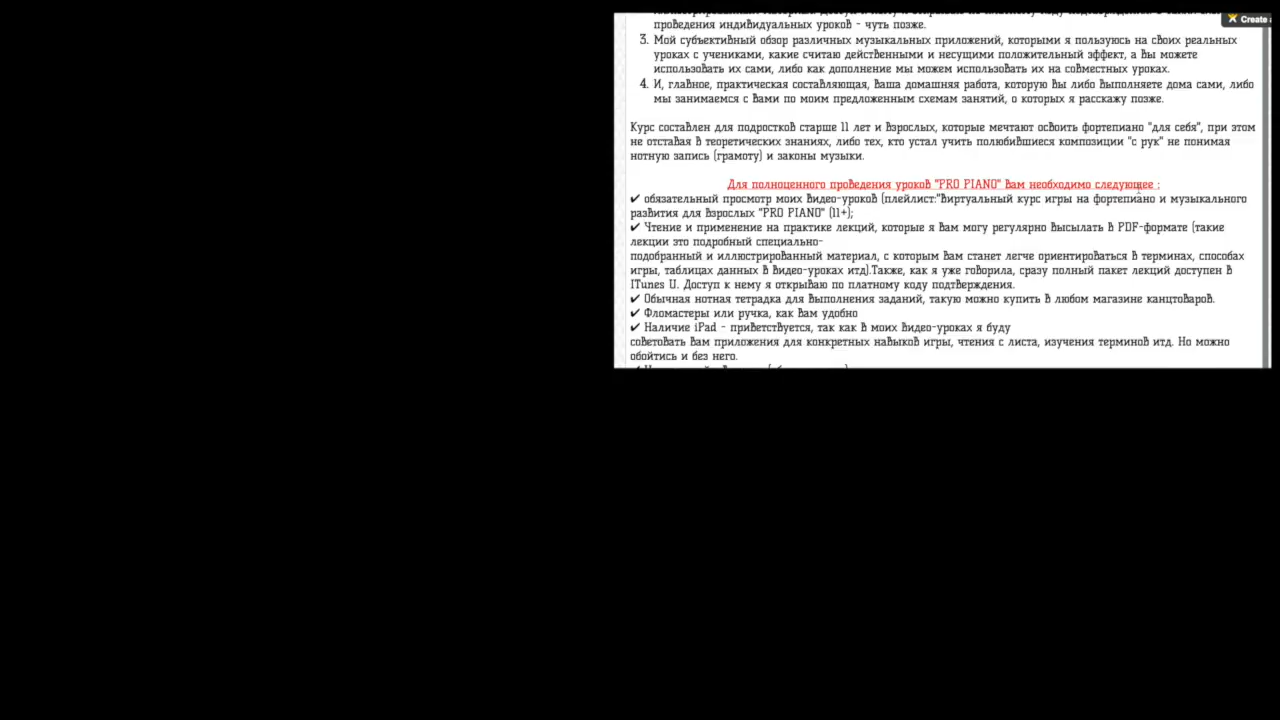 Create
проведения индивидуальных уроков - чуть позже.
3. Мой субъективный обзор различных музыкальных приложений, которыми я пользуюсь на своих реальных
уроках с учениками, какие считаю действенными и несущими положительный эффект, а Вы можете
использовать их сами, либо как дополнение мы можем использовать их на совместных уроках.
4. И, главное, практическая составляющая, Ваша домашняя работа, которую Вы либо Выполняете дома сами, либо
мы занимаемся с Вами по моим предложенным схемам занятий, о которых я расскажу позже.
Курс составлен для подростков старше 11 лет и Взрослых, которые мечтают освоить фортепиано "для себя", при этом
не отставая в теоретических знаниях, либо тех, кто устал учить полюбившиеся композиции "с рук" не понимая
нотную запись (грамоту) и законы музыки.
Для полноценного проведения уроков "PRO PIANO" Вам необходимо следующее :
✔ обязательный просмотр моих Видео-уроков (плейлист:"Виртуальный курс игры на фортепиано и музыкального
развития для Взрослых "PRO PIANO" (11+);
✔ Чтение и применение на практике лекций, которые я Вам могу регулярно Высылать в PDF-формате (такие
лекции это подробный специально-
подобранный и иллюстрированный материал, с которым Вам станет легче ориентироваться в терминах, способах
игры, таблицах данных в Видео-уроках итд).Также, как я уже говорила, сразу полный пакет лекций доступен в
ITunes U. Доступ к нему я открываю по платному коду подтверждения.
✔ Обычная нотная тетрадка для Выполнения заданий, такую можно купить в любом магазине канцтоваров.
✔ Фломастеры или ручка, как Вам удобно
✔ Наличие iPad - приветствуется, так как в моих Видео-уроках я буду
советовать Вам приложения для конкретных навыков игры, чтения с листа, изучения терминов итд. Но можно
обойтись и без него.